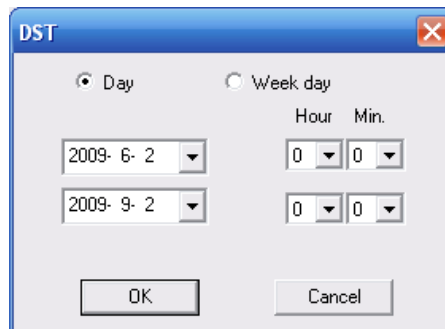 DST
Day Week day
Hour Min.
2009- 6- 2 0 0
2009- 9- 2 0 0
OK Cancel